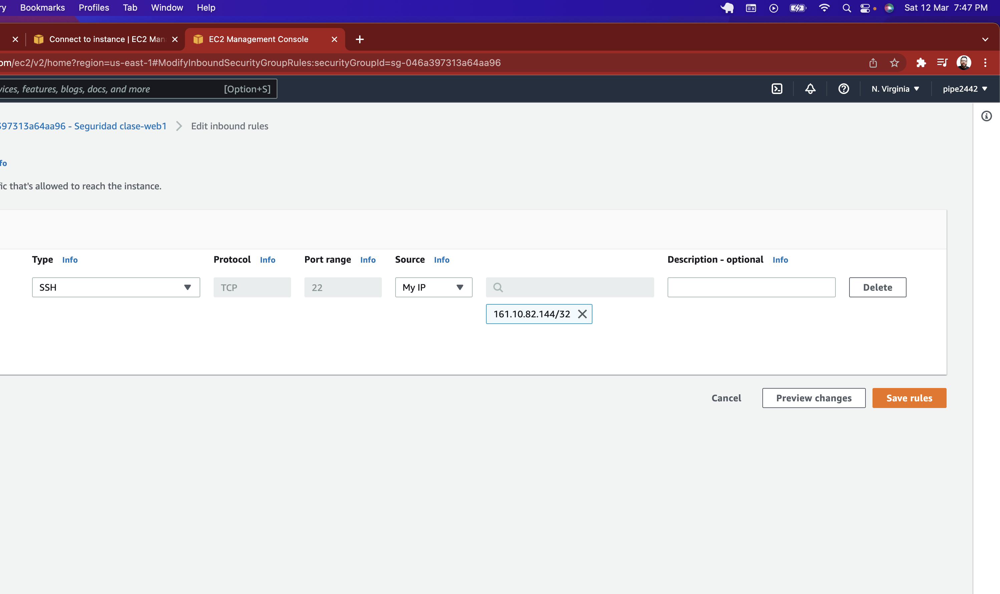 ry Bookmarks Profiles Tab Window Help Sat 12 Mar 7:47 PM
Connect to instance | EC2 Man EC2 Management Console
om/ec2/v2/home?region=us-east-1#ModifyInboundSecurityGroupRules:securityGroupId=sg-046a397313a64aa96
vices, features, blogs, docs, and more [Option+S] N. Virginia pipe2442
397313a64aa96 - Seguridad clase-web1 Edit inbound rules
fo
fic that's allowed to reach the instance.
Type Info Protocol Info Port range Info Source Info Description - optional Info
SSH TCP 22 My IP Delete
161.10.82.144/32
Cancel Preview changes Save rules